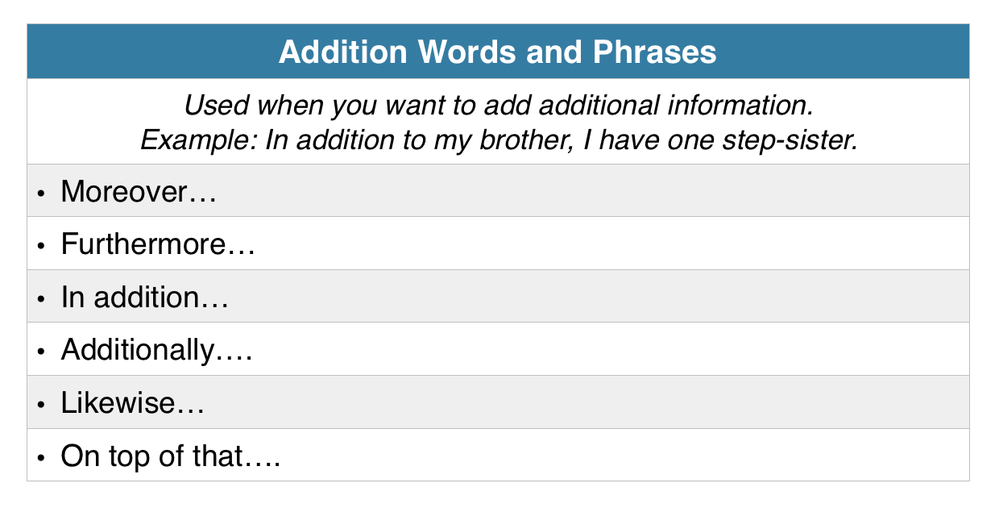 Addition Words and Phrases
Used when you want to add additional information.
Example: In addition to my brother, I have one step-sister.
• Moreover…
• Furthermore…
• In addition…
• Additionally….
• Likewise…
• On top of that….